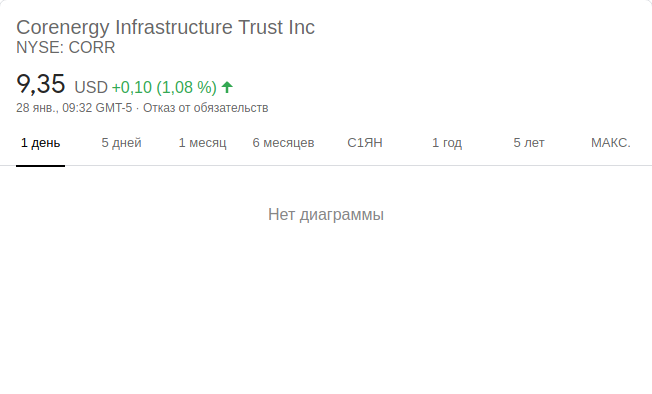 Corenergy Infrastructure Trust Inc
NYSE: CORR
9,35 USD +0,10 (1,08 %)
28 янв., 09:32 GMT-5 · Отказ от обязательств
1 день 5 дней 1 месяц 6 месяцев С1ЯН 1 год 5 лет МАКС.
Нет диаграммы